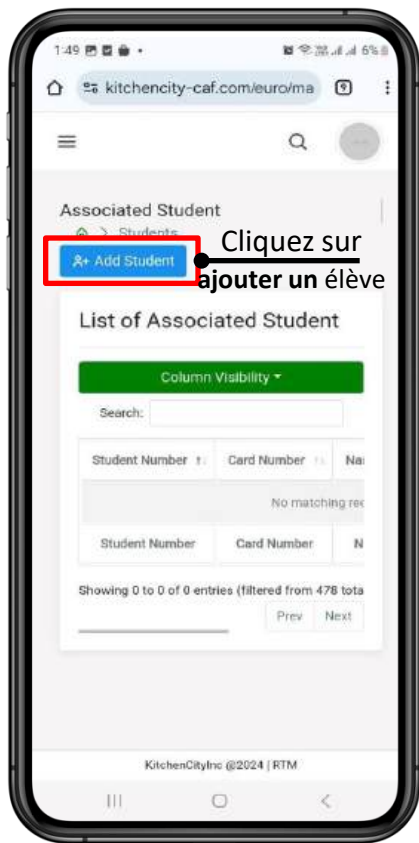 1:49
6%
kitchencity-caf.com/euro/ma
Associated Student
> Students
Add Student
Cliquez sur
ajouter un élève
List of Associated Student
Column Visibility
Search:
Student Number Card Number Na
No matching rec
Student Number Card Number N
Showing 0 to 0 of 0 entries (filtered from 478 tota
Prev Next
KitchenCityInc @2024 | RTM